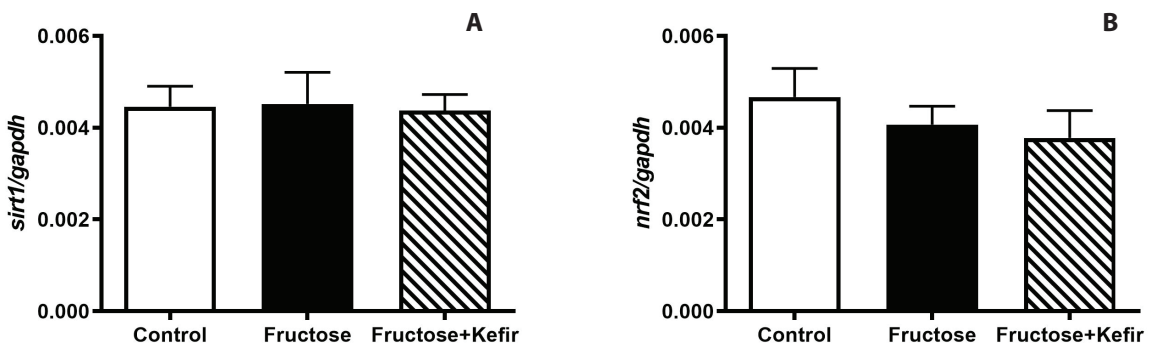 A
0.006
0.004
0.002
0.000
sirt1/gapdh
Control Fructose Fructose+Kefir
B
0.006
0.004
0.002
0.000
nrf2/gapdh
Control Fructose Fructose+Kefir